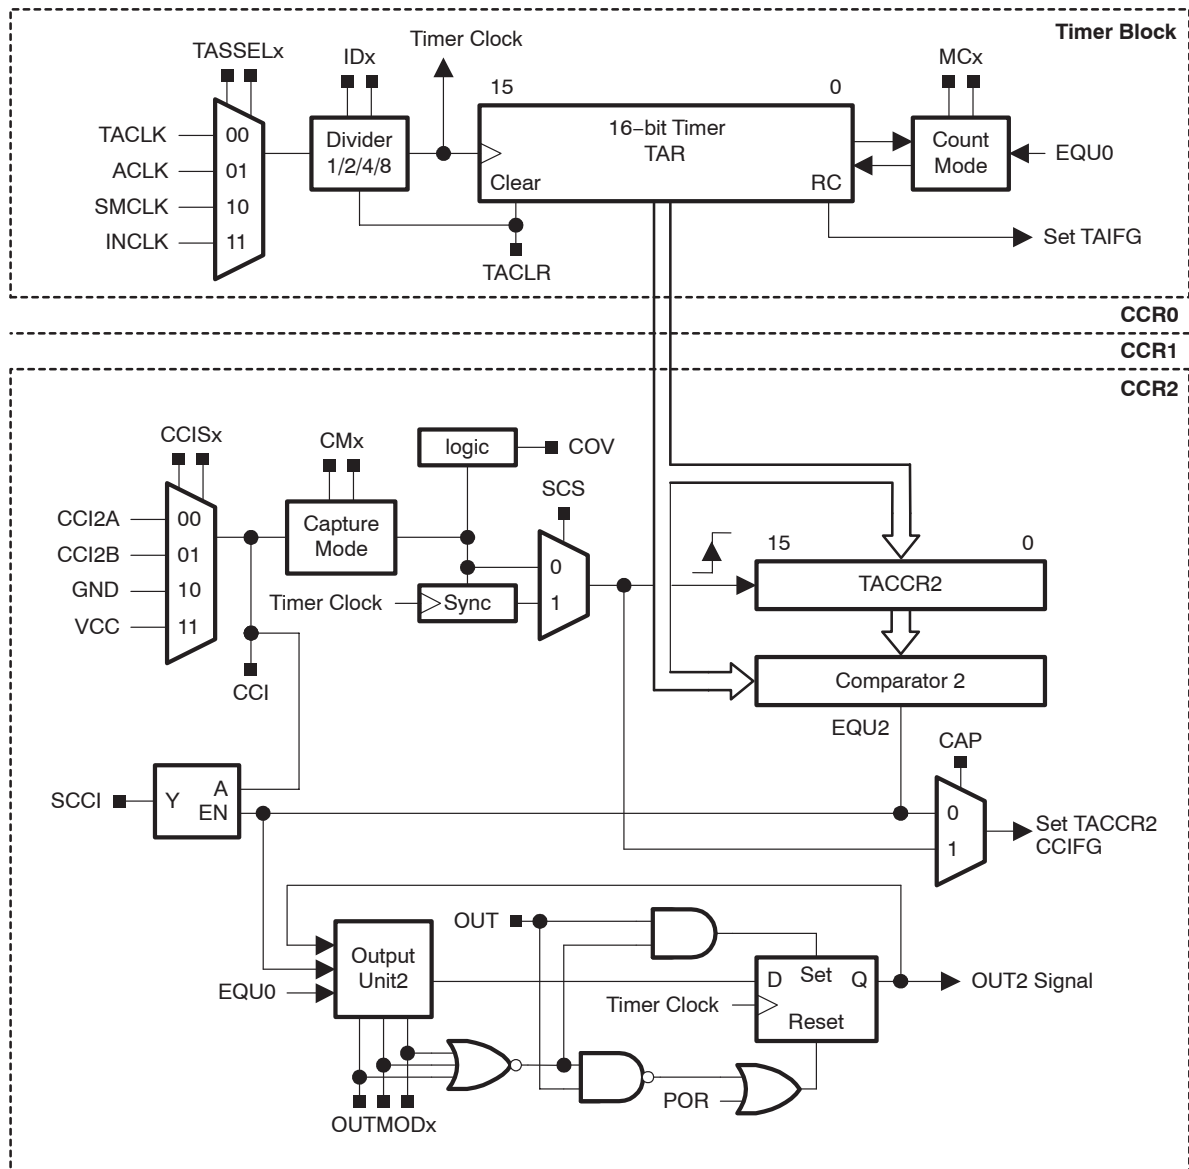 Timer Block
Timer Clock
TASSELx
IDx
MCx
15
0
TACLK
ACLK
SMCLK
INCLK
00
01
10
11
Divider
1/2/4/8
16−bit Timer
TAR
Clear
RC
Count
Mode
EQU0
Set TAIFG
TACLR
CCR0
CCR1
CCR2
CCISx
CMx
logic
COV
SCS
CCI2A
CCI2B
GND
VCC
00
01
10
11
Capture
Mode
0
1
15
0
TACCR2
Timer Clock
Sync
CCI
Comparator 2
EQU2
CAP
SCCI
Y
A
EN
0
1
Set TACCR2
CCIFG
OUT
Output
Unit2
EQU0
D
Set
Q
OUT2 Signal
Timer Clock
Reset
POR
OUTMODx